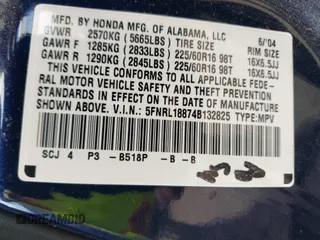 MFD. BY HONDA MFG. OF ALABAMA, LLC 6/'04
GVWR 2570KG (5665LBS) TIRE SIZE RIM SIZE
GAWR F 1285KG (2833LBS) 225/60R16 98T 16X6.5JJ
GAWR R 1290KG (2845LBS) 225/60R16 98T 16X6.5JJ
THIS VEHICLE CONFORMS TO ALL APPLICABLE FEDE-
RAL MOTOR VEHICLE SAFETY AND THEFT PREVENTION
STANDARDS IN EFFECT ON THE DATE OF MANUFACTURE
SHOWN ABOVE. V.I.N: 5FNRL18874B132825 TYPE:MPV
SCJ 4 P3 -B518P -B -B
DREAMBID